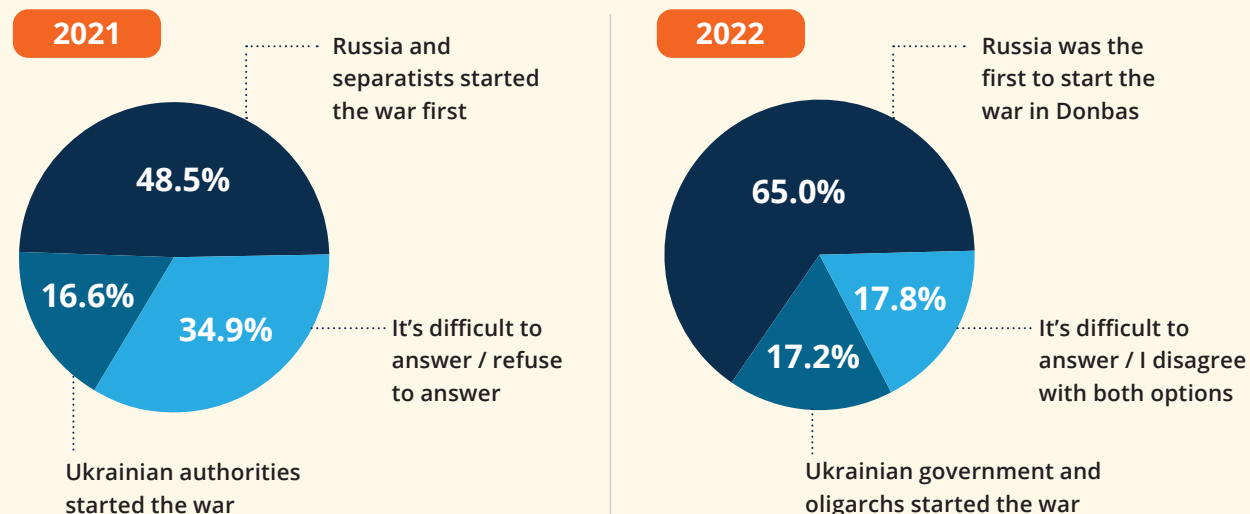 2021
Russia and
separatists started
the war first
48.5%
16.6%
34.9%
It’s difficult to
answer / refuse
to answer
Ukrainian authorities
started the war
2022
Russia was the
first to start the
war in Donbas
65.0%
17.8%
17.2%
It’s difficult to
answer / I disagree
with both options
Ukrainian government and
oligarchs started the war